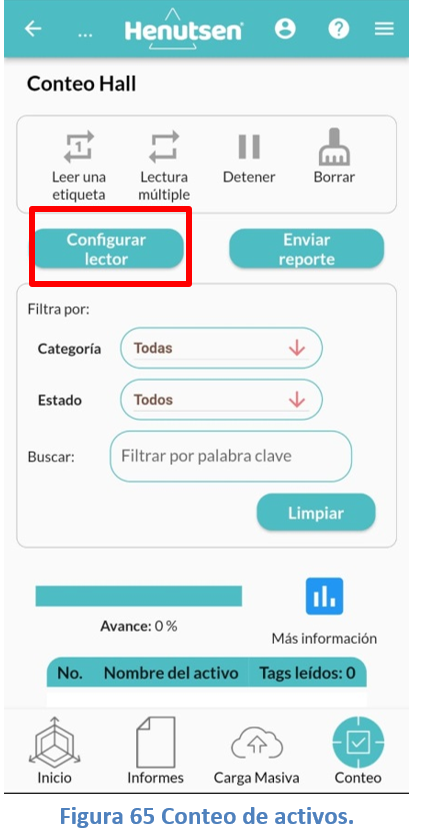 ...
Henutsen
Conteo Hall
1
Leer una etiqueta
Lectura múltiple
Detener
Borrar
Configurar lector
Enviar reporte
Filtra por:
Categoría
Todas
Estado
Todos
Buscar:
Filtrar por palabra clave
Limpiar
Avance: 0 %
Más información
No. Nombre del activo Tags leídos: 0
Inicio
Informes
Carga Masiva
Conteo
Figura 65 Conteo de activos.